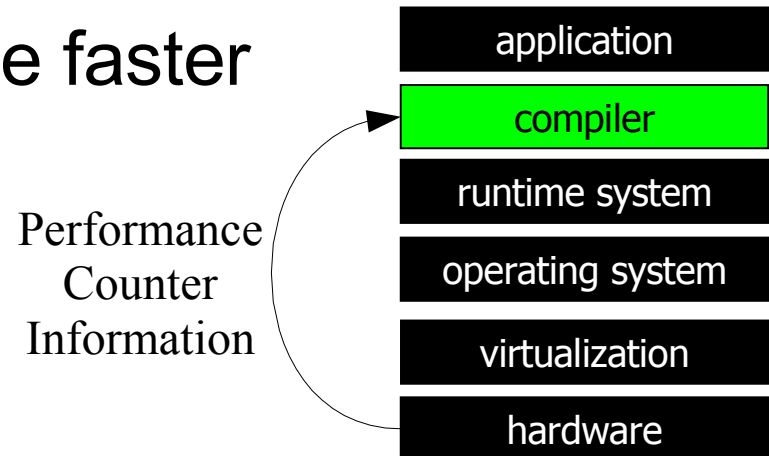 e faster
application
compiler
runtime system
operating system
virtualization
hardware
Performance
Counter
Information